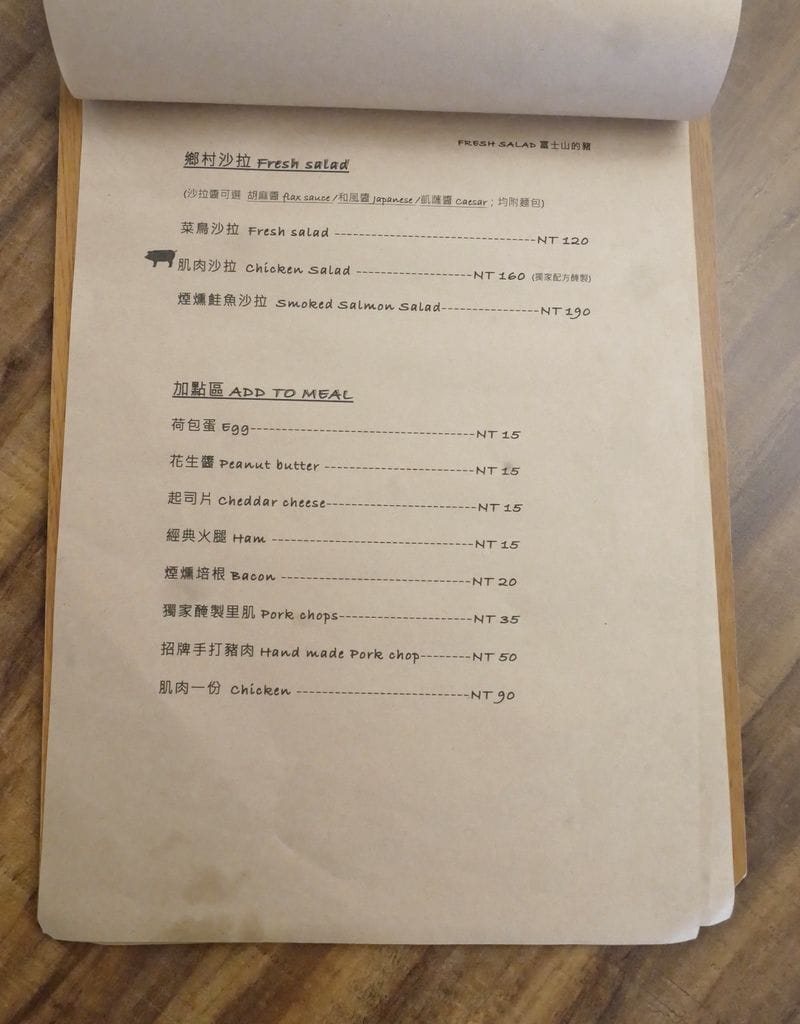 FRESH SALAD 富士山的豬
鄉村沙拉 Fresh salad
(沙拉醬可選 胡麻醬 flax sauce /和風醬 Japanese /凱薩醬 Caesar；均附麵包)
菜鳥沙拉 Fresh salad ------------------------------NT 120
肌肉沙拉 Chicken Salad -----------------NT 160 (獨家配方醃製)
煙燻鮭魚沙拉 Smoked Salmon Salad---------------NT 190
加點區 ADD TO MEAL
荷包蛋 Egg----------------------------------NT 15
花生醬 Peanut butter ----------------------NT 15
起司片 Cheddar cheese----------------------NT 15
經典火腿 Ham ------------------------------NT 15
煙燻培根 Bacon ----------------------------NT 20
獨家醃製里肌 Pork chops--------------------NT 35
招牌手打豬肉 Hand made Pork chop--------NT 50
肌肉一份 Chicken --------------------------NT 90